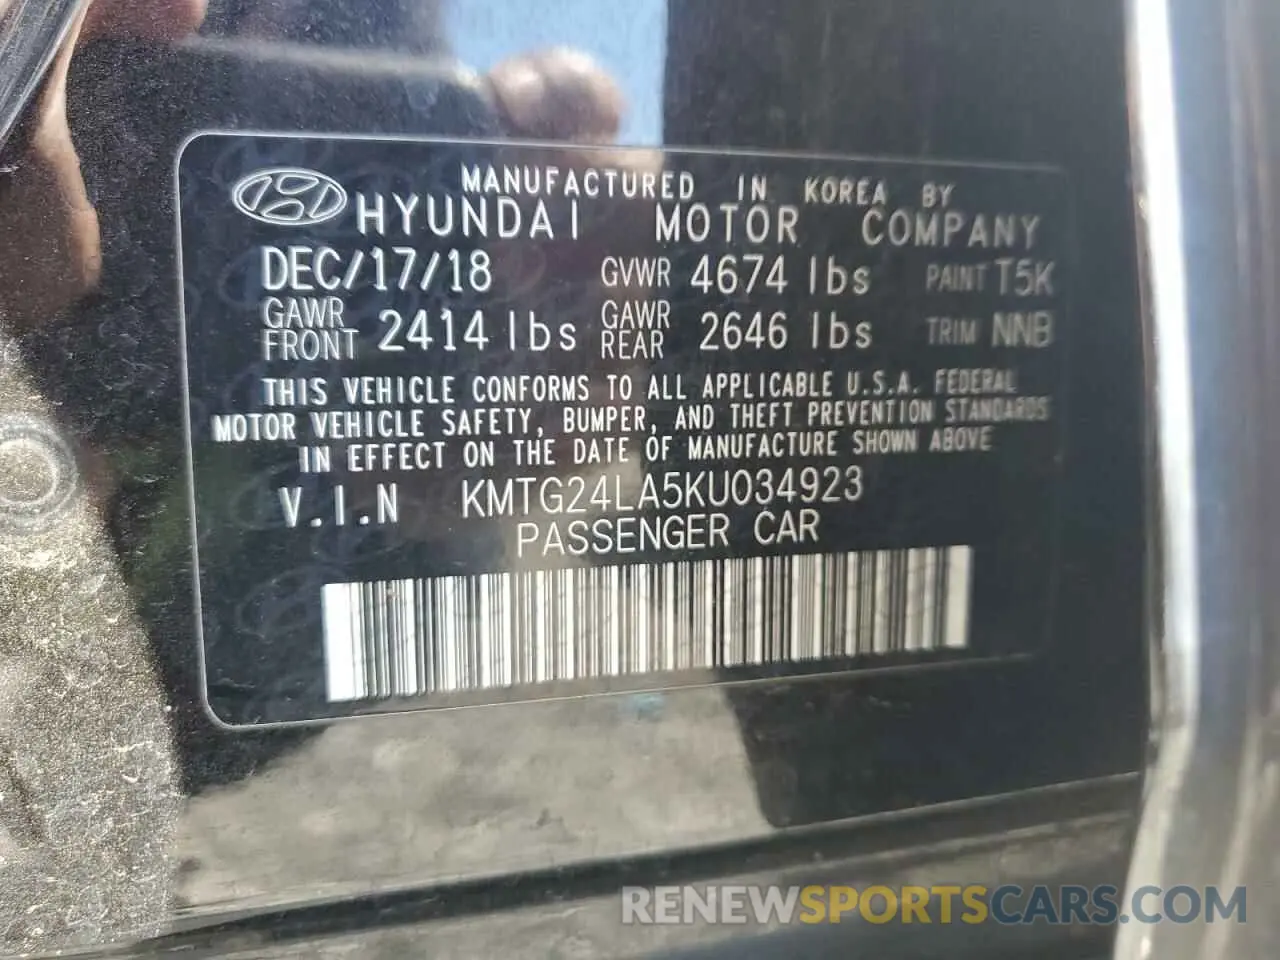 MANUFACTURED IN KOREA BY
HYUNDAI MOTOR COMPANY
DEC/17/18 GVWR 4674 lbs PAINT T5K
GAWR FRONT 2414 lbs GAWR REAR 2646 lbs TRIM NNB
THIS VEHICLE CONFORMS TO ALL APPLICABLE U.S.A. FEDERAL
MOTOR VEHICLE SAFETY, BUMPER, AND THEFT PREVENTION STANDARDS
IN EFFECT ON THE DATE OF MANUFACTURE SHOWN ABOVE
V.I.N KMTG24LA5KU034923
PASSENGER CAR
RENEWSPORTSCARS.COM